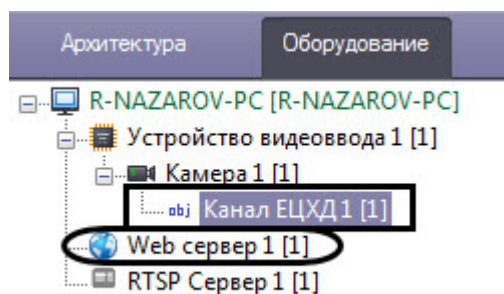 Архитектура Оборудование
R-NAZAROV-PC [R-NAZAROV-PC]
Устройство видеоввода 1 [1]
Камера 1 [1]
obj Канал ЕЦХД 1 [1]
Web сервер 1 [1]
RTSP Сервер 1 [1]